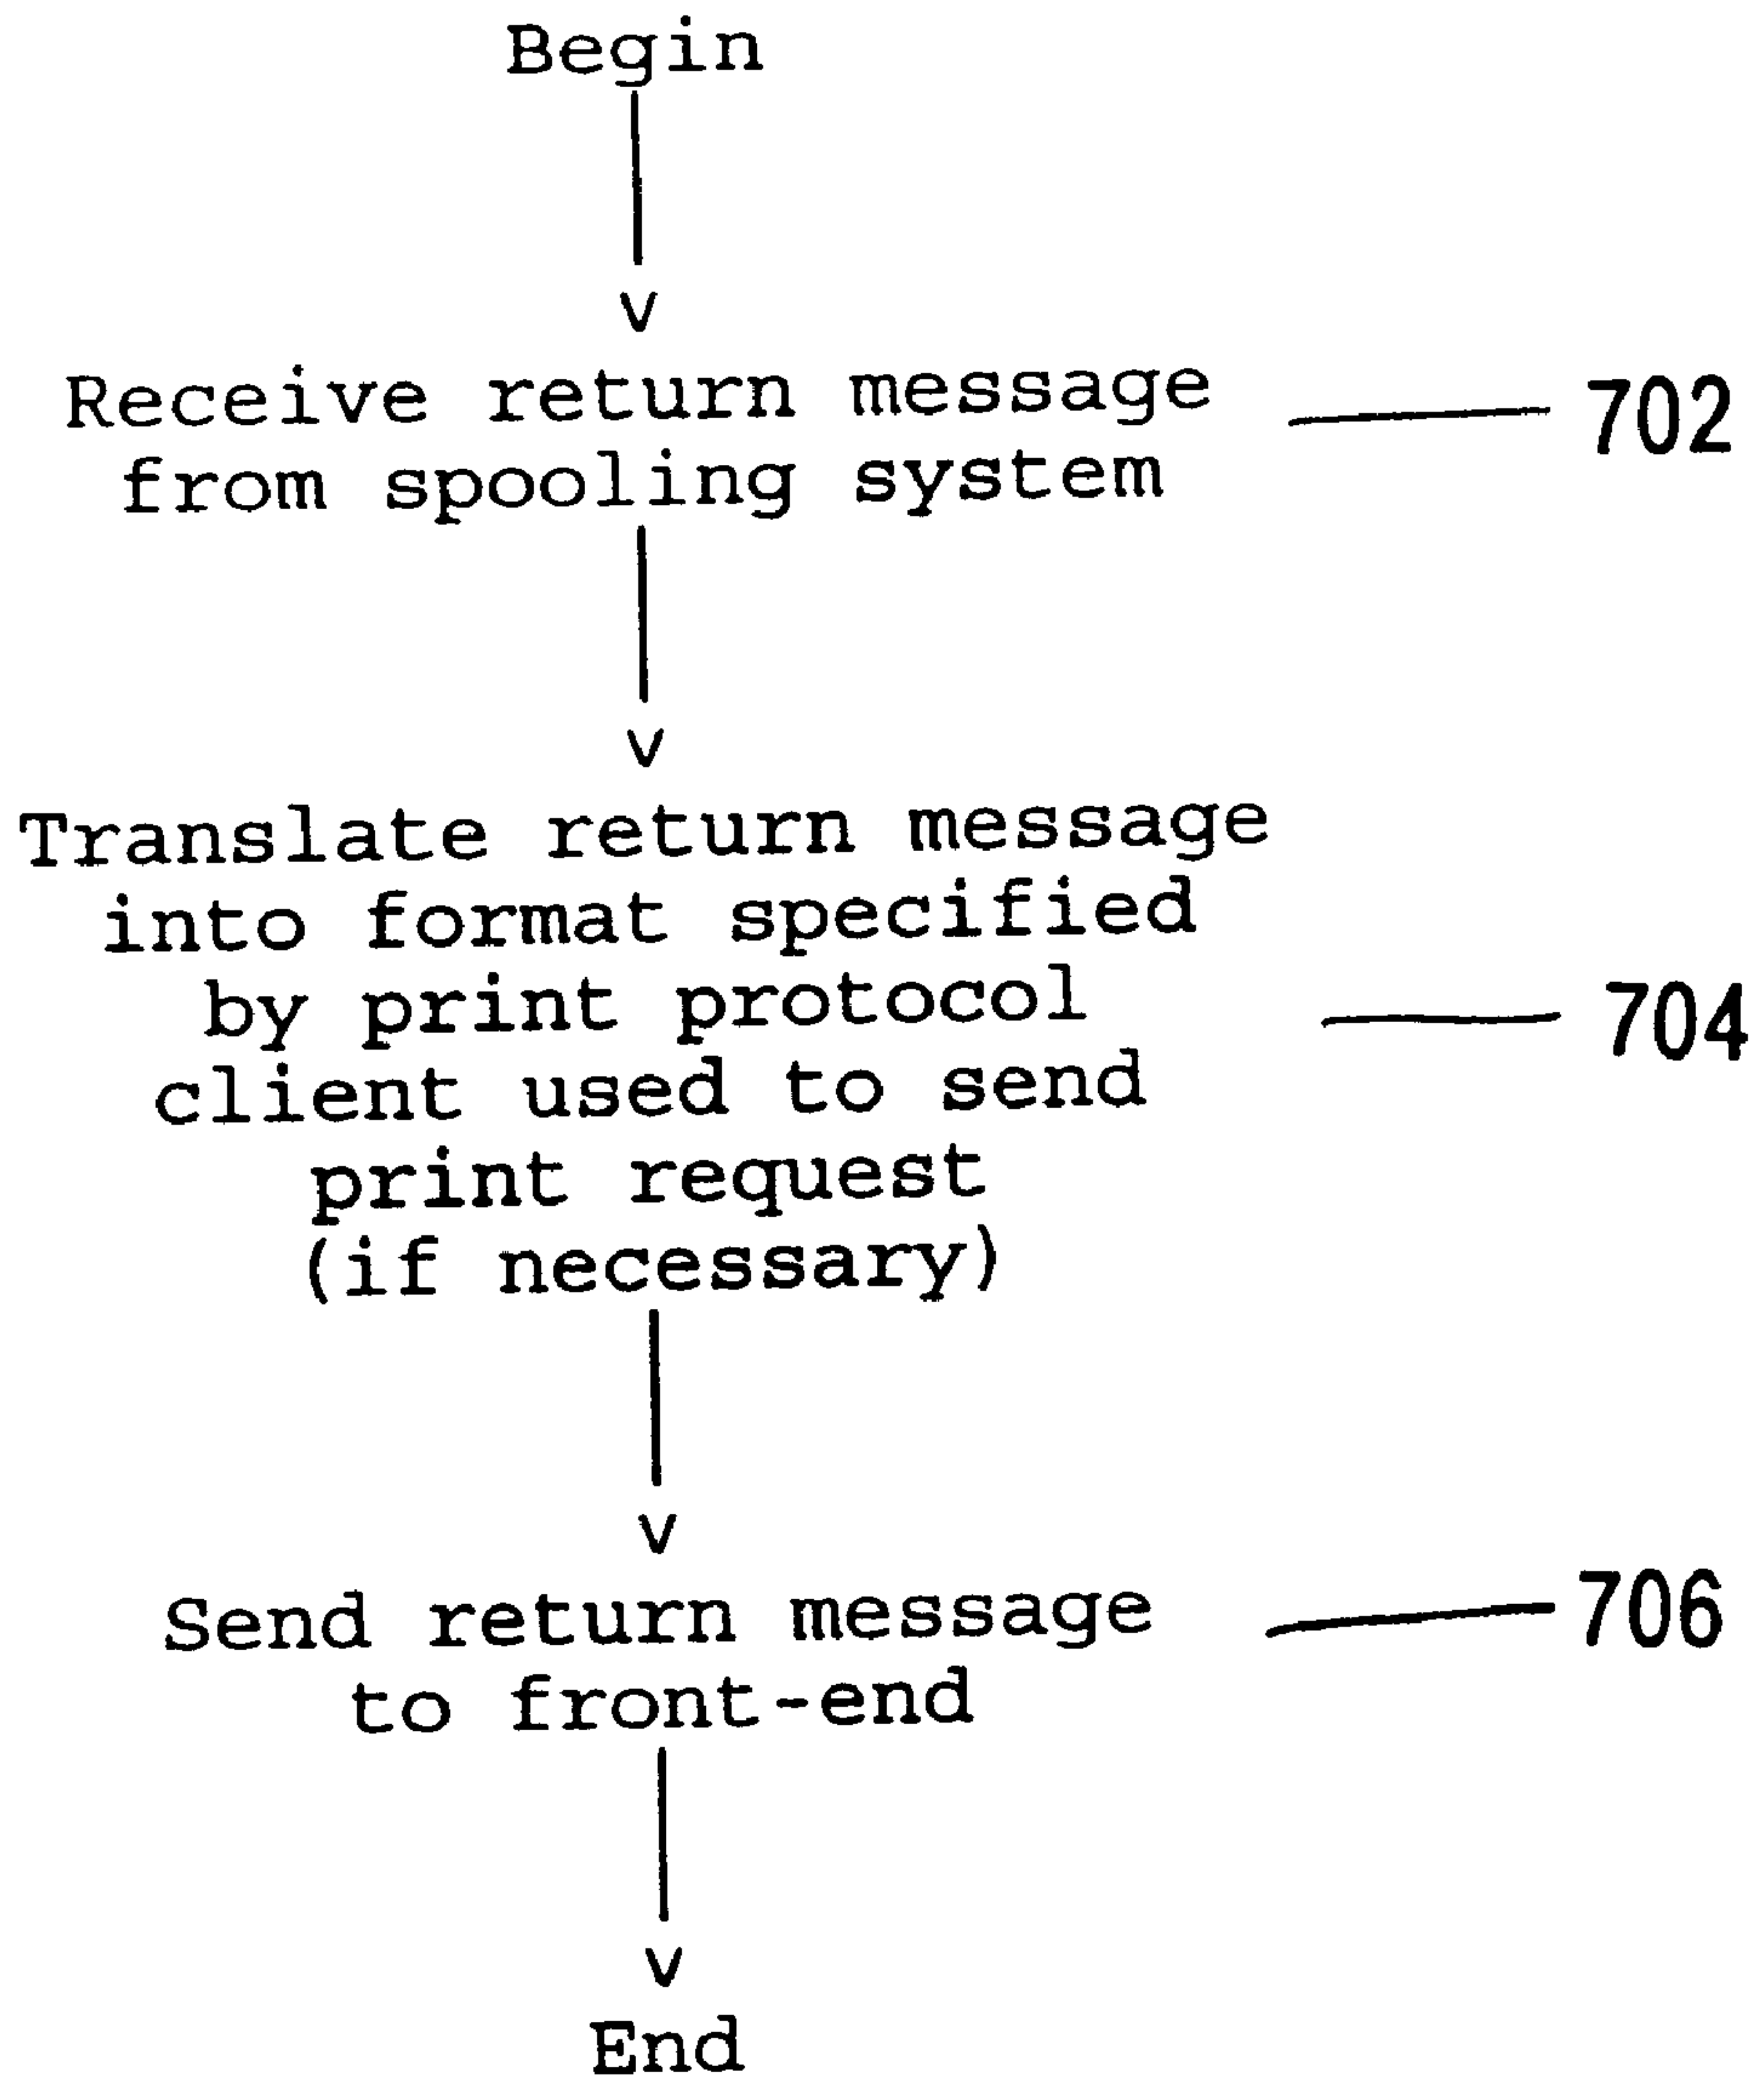 Begin
Receive return message 702
from spooling system
Translate return message
into format specified
by print protocol 704
client used to send
print request
(if necessary)
Send return message 706
to front-end
End